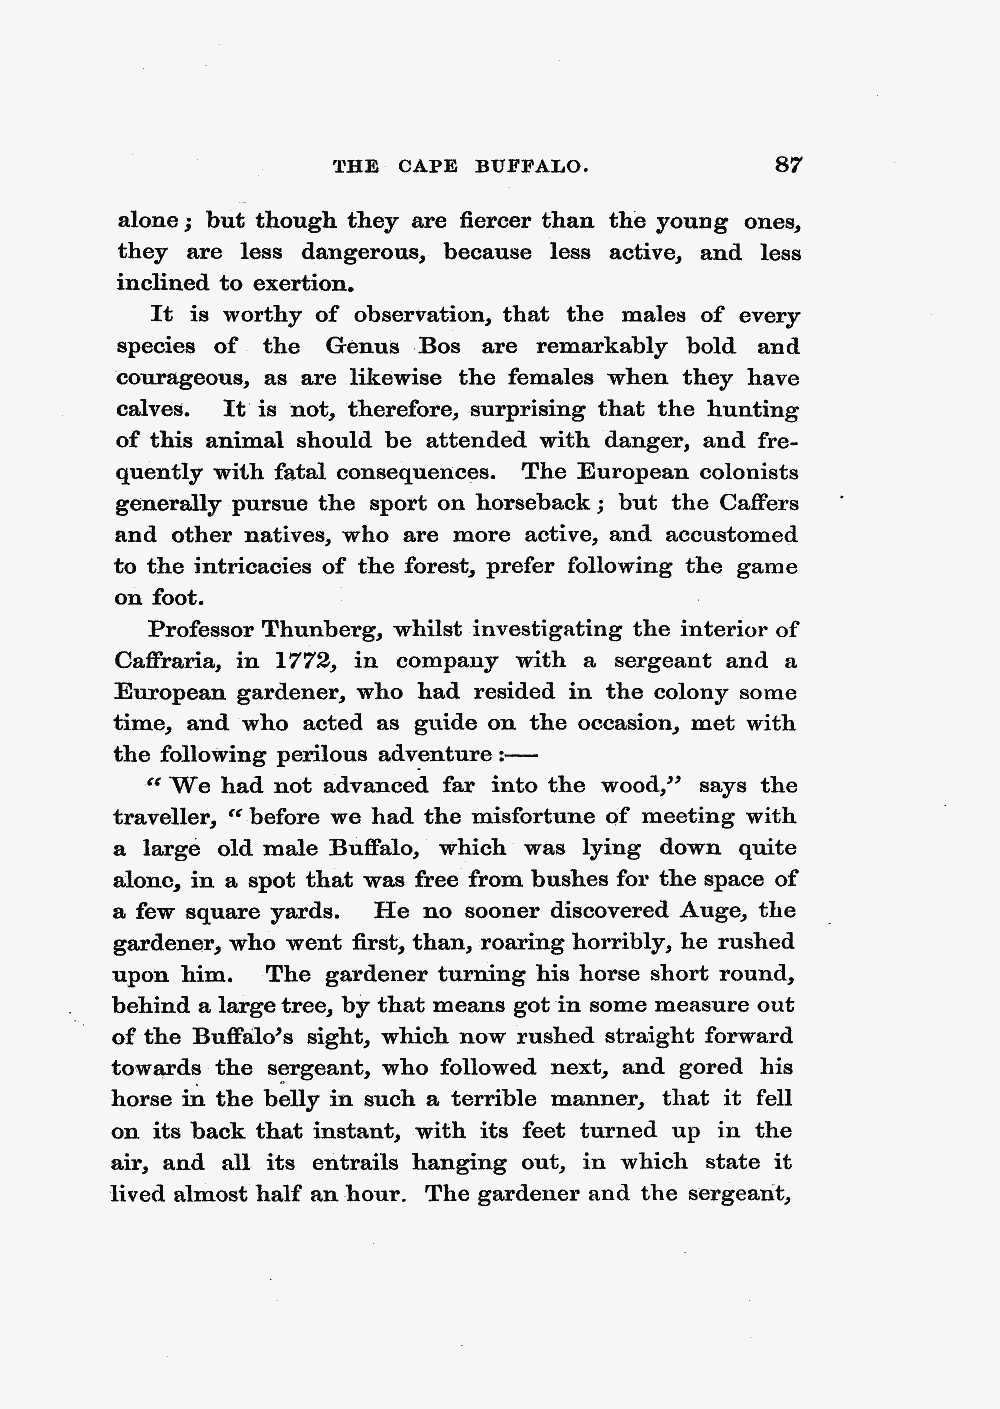 THE CAPE BUFFALO. 87
alone; but though they are fiercer than the young ones,
they are less dangerous, because less active, and less
inclined to exertion.
It is worthy of observation, that the males of every
species of the Genus Bos are remarkably bold and
courageous, as are likewise the females when they have
calves. It is not, therefore, surprising that the hunting
of this animal should be attended with danger, and fre-
quently with fatal consequences. The European colonists
generally pursue the sport on horseback; but the Caffers
and other natives, who are more active, and accustomed
to the intricacies of the forest, prefer following the game
on foot.
Professor Thunberg, whilst investigating the interior of
Caffraria, in 1772, in company with a sergeant and a
European gardener, who had resided in the colony some
time, and who acted as guide on the occasion, met with
the following perilous adventure:—
“We had not advanced far into the wood,” says the
traveller, “before we had the misfortune of meeting with
a large old male Buffalo, which was lying down quite
alone, in a spot that was free from bushes for the space of
a few square yards. He no sooner discovered Auge, the
gardener, who went first, than, roaring horribly, he rushed
upon him. The gardener turning his horse short round,
behind a large tree, by that means got in some measure out
of the Buffalo’s sight, which now rushed straight forward
towards the sergeant, who followed next, and gored his
horse in the belly in such a terrible manner, that it fell
on its back that instant, with its feet turned up in the
air, and all its entrails hanging out, in which state it
lived almost half an hour. The gardener and the sergeant,